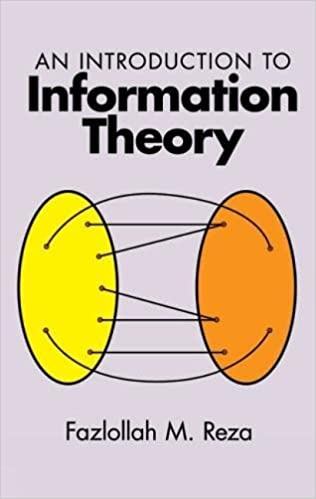 AN INTRODUCTION TO
Information
Theory
Fazlollah M. Reza